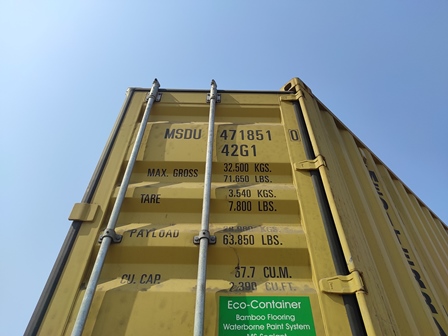 MSDU 471851 0
42G1
MAX. GROSS 32.500 KGS.
71.650 LBS.
TARE 3.540 KGS.
7.800 LBS.
PAYLOAD KGS.
63.850 LBS.
CU. CAP. 67.7 CU.M.
2.390 CU.FT.
Eco-Container
Bamboo Flooring
Waterborne Paint System